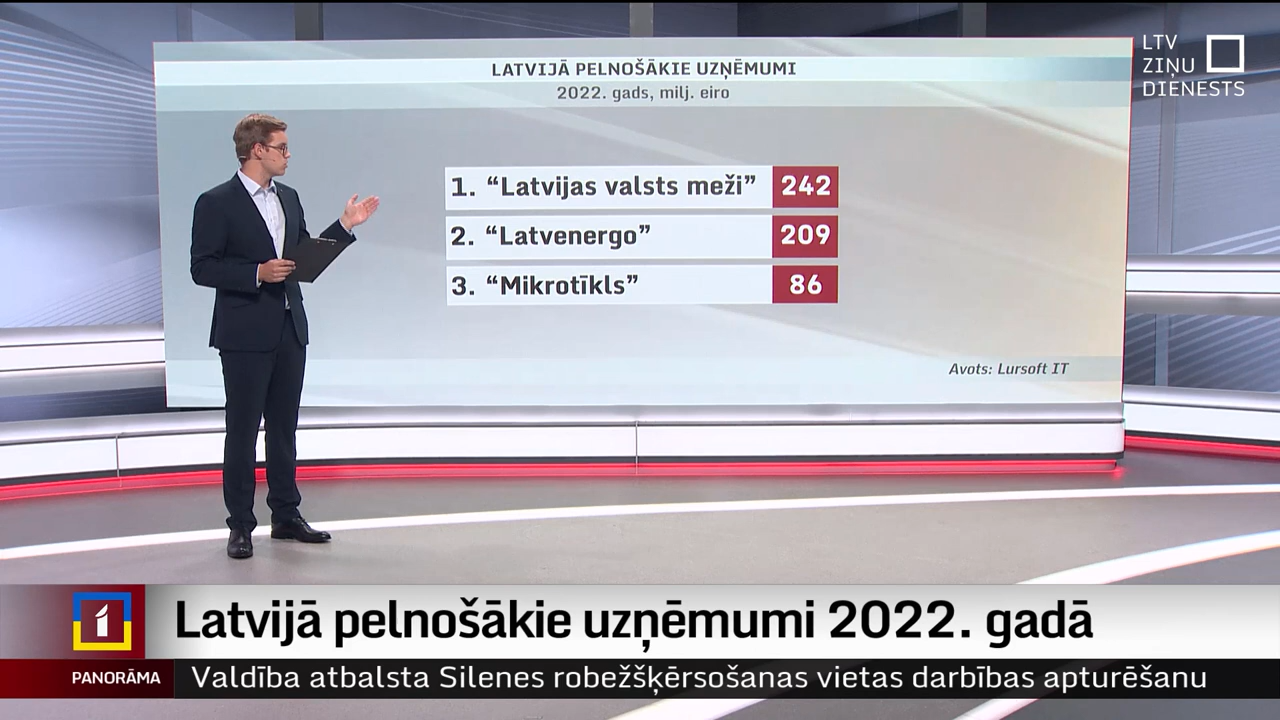 LTV
ZIŅU
DIENESTS
LATVIJĀ PELNOŠĀKIE UZŅĒMUMI
2022. gads, milj. eiro
1. “Latvijas valsts meži” 242
2. “Latvenergo” 209
3. “Mikrotīkls” 86
Avots: Lursoft IT
1 Latvijā pelnošākie uzņēmumi 2022. gadā
PANORĀMA Valdība atbalsta Silenes robežšķērsošanas vietas darbības apturēšanu